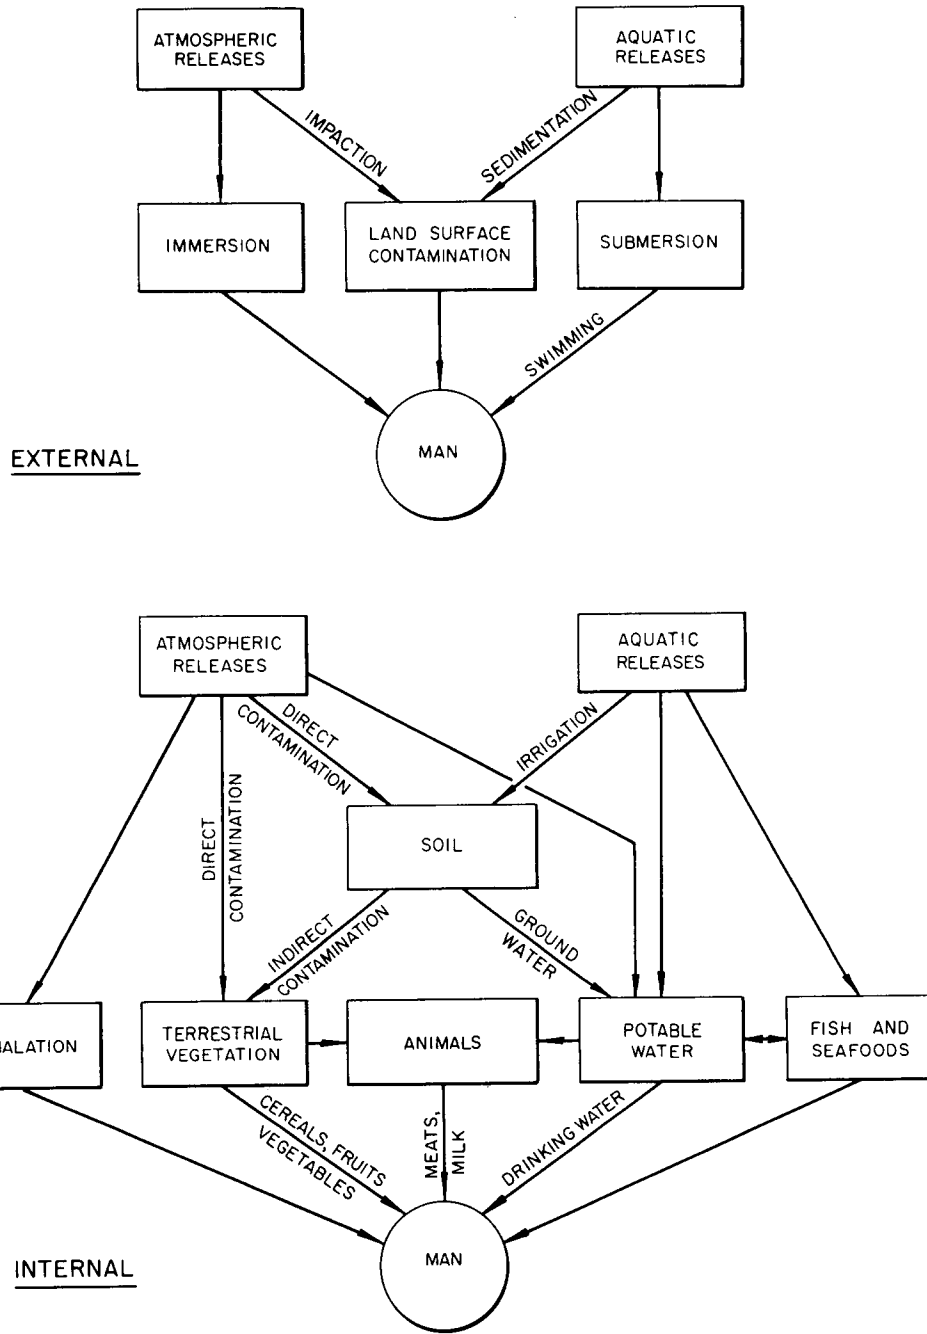 ATMOSPHERIC
RELEASES
AQUATIC
RELEASES
IMPACTION
SEDIMENTATION
IMMERSION
LAND SURFACE
CONTAMINATION
SUBMERSION
SWIMMING
MAN
EXTERNAL
ATMOSPHERIC
RELEASES
AQUATIC
RELEASES
DIRECT
CONTAMINATION
IRRIGATION
DIRECT
CONTAMINATION
SOIL
INDIRECT
CONTAMINATION
GROUND
WATER
ALATION
TERRESTRIAL
VEGETATION
ANIMALS
POTABLE
WATER
FISH AND
SEAFOODS
CEREALS, FRUITS
VEGETABLES
MEATS,
MILK
DRINKING WATER
MAN
INTERNAL